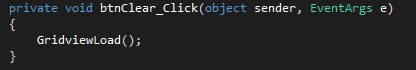 private void btnClear_Click(object sender, EventArgs e)
{
    GridviewLoad();
}